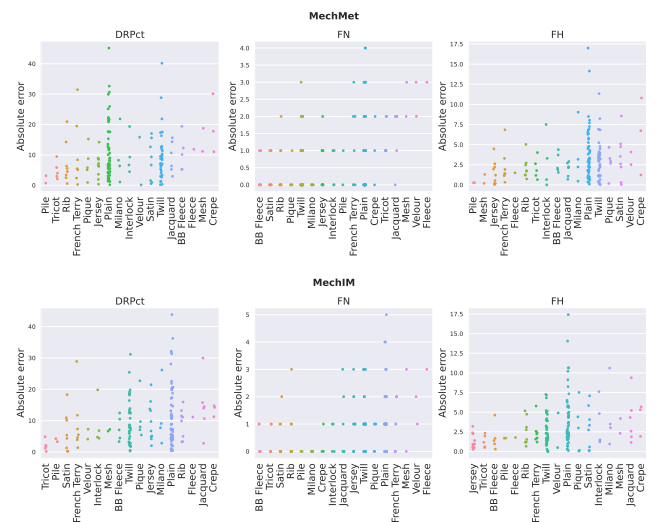 MechMet
DRPct
FN
FH
Absolute error
40
30
20
10
0
Pile
Tricot
Rib
French Terry
Pique
Jersey
Plain
Milano
Interlock
Velour
Satin
Twill
Jacquard
BB Fleece
Fleece
Mesh
Crepe
Absolute error
4.0
3.5
3.0
2.5
2.0
1.5
1.0
0.5
0.0
BB Fleece
Satin
Rib
Pique
Twill
Milano
Jersey
Interlock
Pile
French Terry
Plain
Crepe
Tricot
Jacquard
Mesh
Velour
Fleece
Absolute error
17.5
15.0
12.5
10.0
7.5
5.0
2.5
0.0
Pile
Mesh
Jersey
French Terry
Fleece
Rib
Tricot
Interlock
BB Fleece
Jacquard
Milano
Plain
Twill
Pique
Satin
Velour
Crepe
MechIM
DRPct
FN
FH
Absolute error
40
30
20
10
0
Tricot
Pile
Satin
French Terry
Velour
Interlock
Mesh
BB Fleece
Twill
Pique
Jersey
Milano
Plain
Rib
Fleece
Jacquard
Crepe
Absolute error
5
4
3
2
1
0
BB Fleece
Tricot
Satin
Rib
Pile
Milano
Crepe
Interlock
Jacquard
Jersey
Twill
Pique
Plain
French Terry
Velour
Mesh
Fleece
Absolute error
17.5
15.0
12.5
10.0
7.5
5.0
2.5
0.0
Jersey
Tricot
BB Fleece
Pile
Fleece
Rib
French Terry
Twill
Velour
Plain
Pique
Satin
Interlock
Milano
Mesh
Jacquard
Crepe